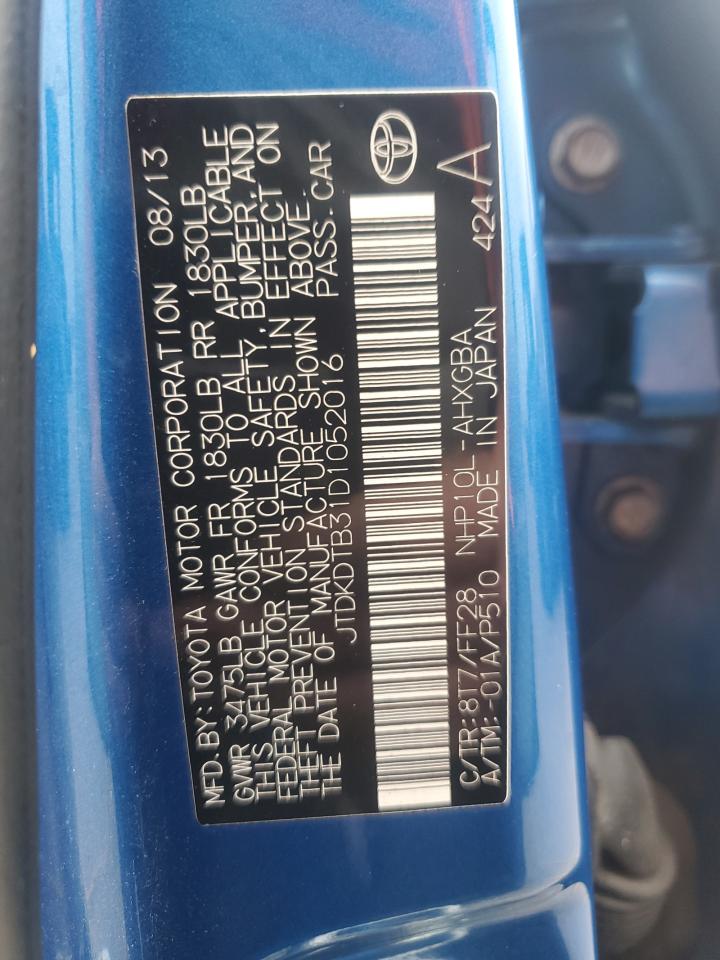 MFD.BY:TOYOTA MOTOR CORPORATION 08/13
GVWR 3475LB GAWR FR 1830LB RR 1830LB
THIS VEHICLE CONFORMS TO ALL APPLICABLE
FEDERAL MOTOR VEHICLE SAFETY,BUMPER,AND
THEFT PREVENTION STANDARDS IN EFFECT ON
THE DATE OF MANUFACTURE SHOWN ABOVE.
JTDKDTB31D1052016 PASS.CAR
C/TR:8T7/FF28 NHP10L-AHXGBA 424A
A/TM:-01A/P510 MADE IN JAPAN